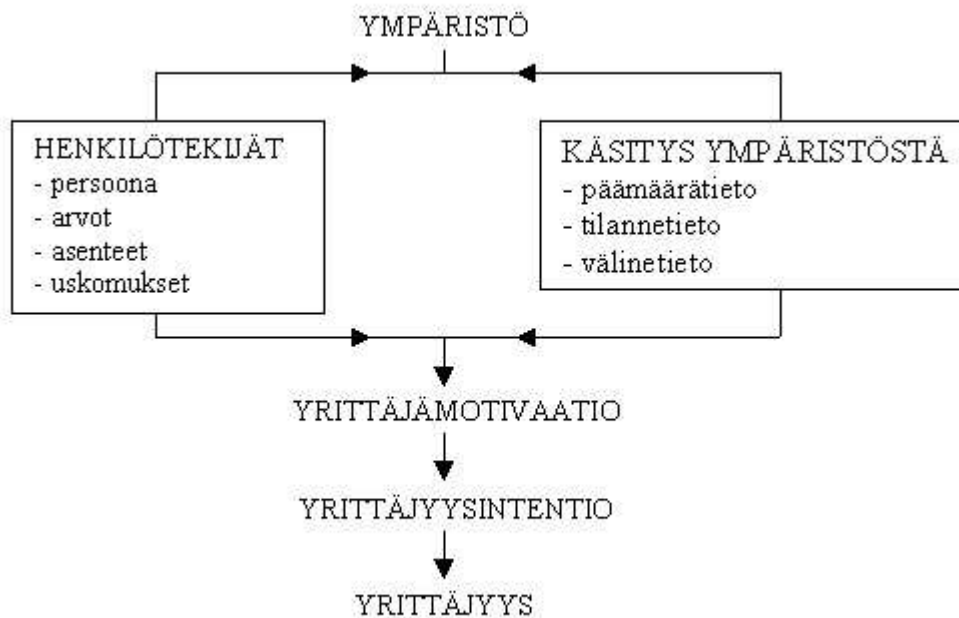 YMPÄRISTÖ
HENKILÖTEKIJÄT
- persoona
- arvot
- asenteet
- uskomukset
KÄSITYS YMPÄRISTÖSTÄ
- päämäärätieto
- tilannetieto
- välinetieto
YRITTÄJÄMOTIVAATIO
YRITTÄJYYSINTENTIO
YRITTÄJYYS